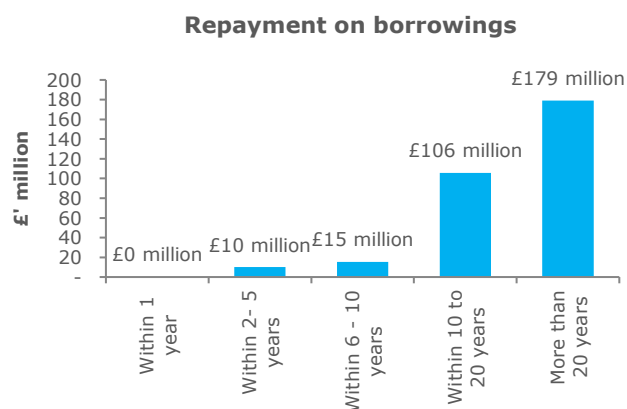 Repayment on borrowings
£' million
200
180
160
140
120
100
80
60
40
20
-
£0 million
£10 million
£15 million
£106 million
£179 million
Within 1
year
Within 2- 5
years
Within 6 - 10
years
Within 10 to
20 years
More than
20 years